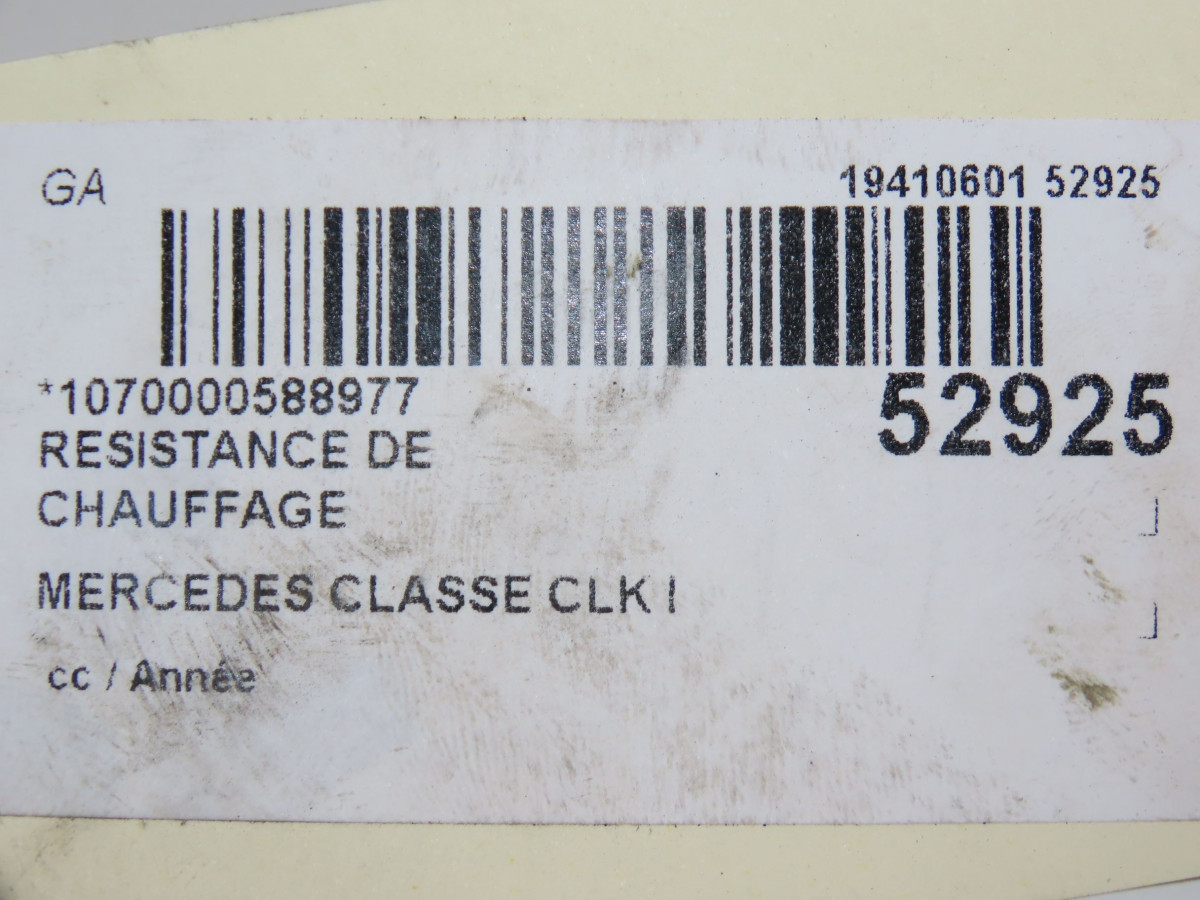 GA
19410601 52925
*1070000588977
52925
RESISTANCE DE
CHAUFFAGE
MERCEDES CLASSE CLK I
cc / Année